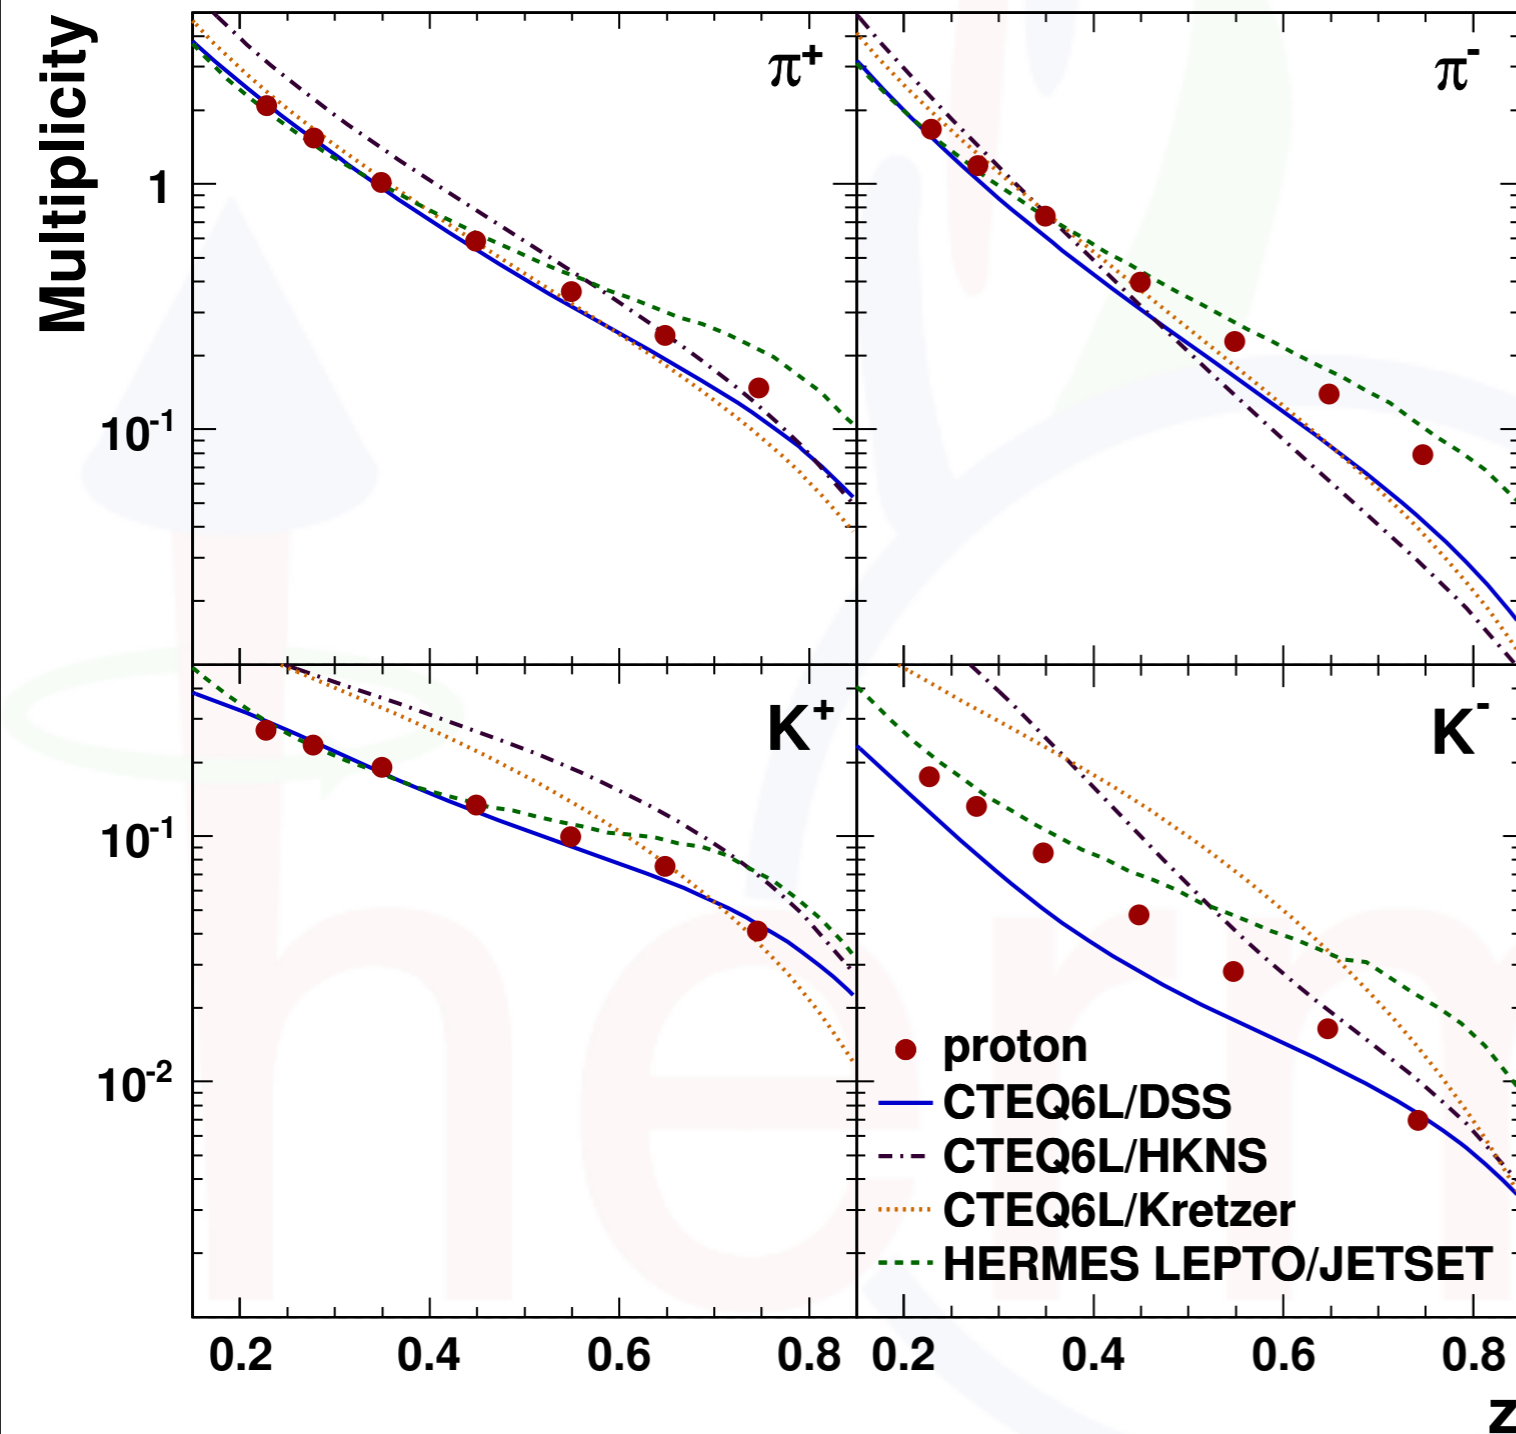 Multiplicity
π+
π-
1
10-1
K+
K-
10-1
10-2
proton
CTEQ6L/DSS
CTEQ6L/HKNS
CTEQ6L/Kretzer
HERMES LEPTO/JETSET
0.2 0.4 0.6 0.8 0.2 0.4 0.6 0.8
z
herm